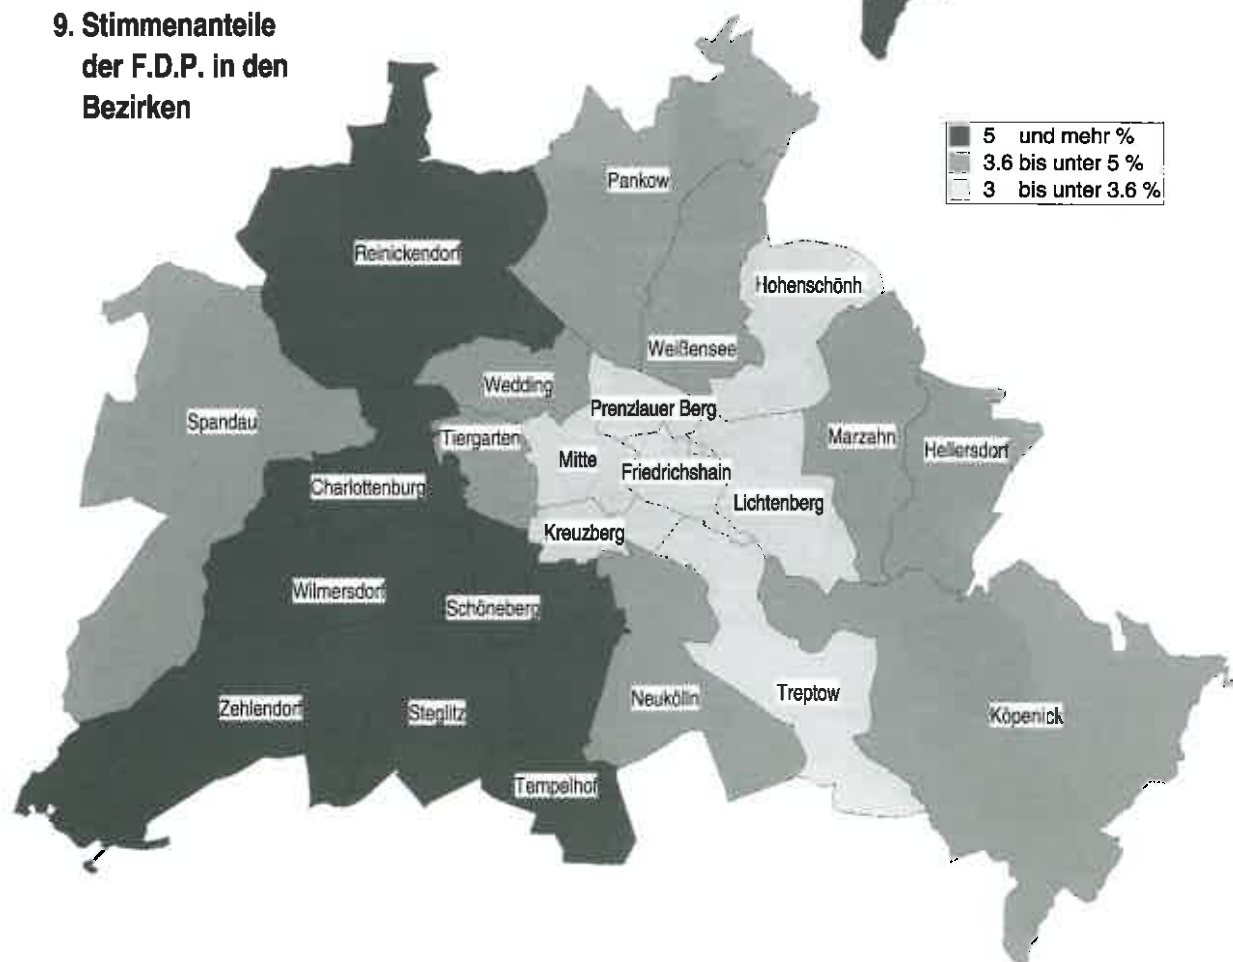 9. Stimmenanteile
der F.D.P. in den
Bezirken
5 und mehr %
3.6 bis unter 5 %
3 bis unter 3.6 %
Pankow
Reinickendorf
Hohenschönh
Weißensee
Wedding
Prenzlauer Berg
Spandau
Tiergarten
Marzahn
Hellersdorf
Mitte
Friedrichshain
Charlottenburg
Lichtenberg
Kreuzberg
Wilmersdorf
Schöneberg
Zehlendorf
Steglitz
Neukölln
Treptow
Köpenick
Tempelhof